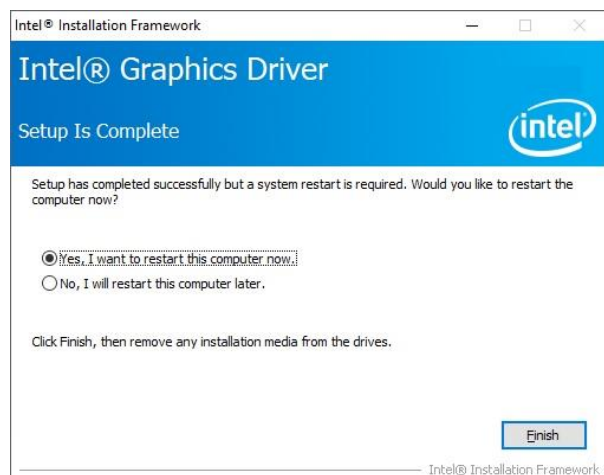 Intel® Installation Framework
Intel® Graphics Driver
Setup Is Complete
intel
Setup has completed successfully but a system restart is required. Would you like to restart the
computer now?
Yes, I want to restart this computer now.
No, I will restart this computer later.
Click Finish, then remove any installation media from the drives.
Finish
Intel® Installation Framework